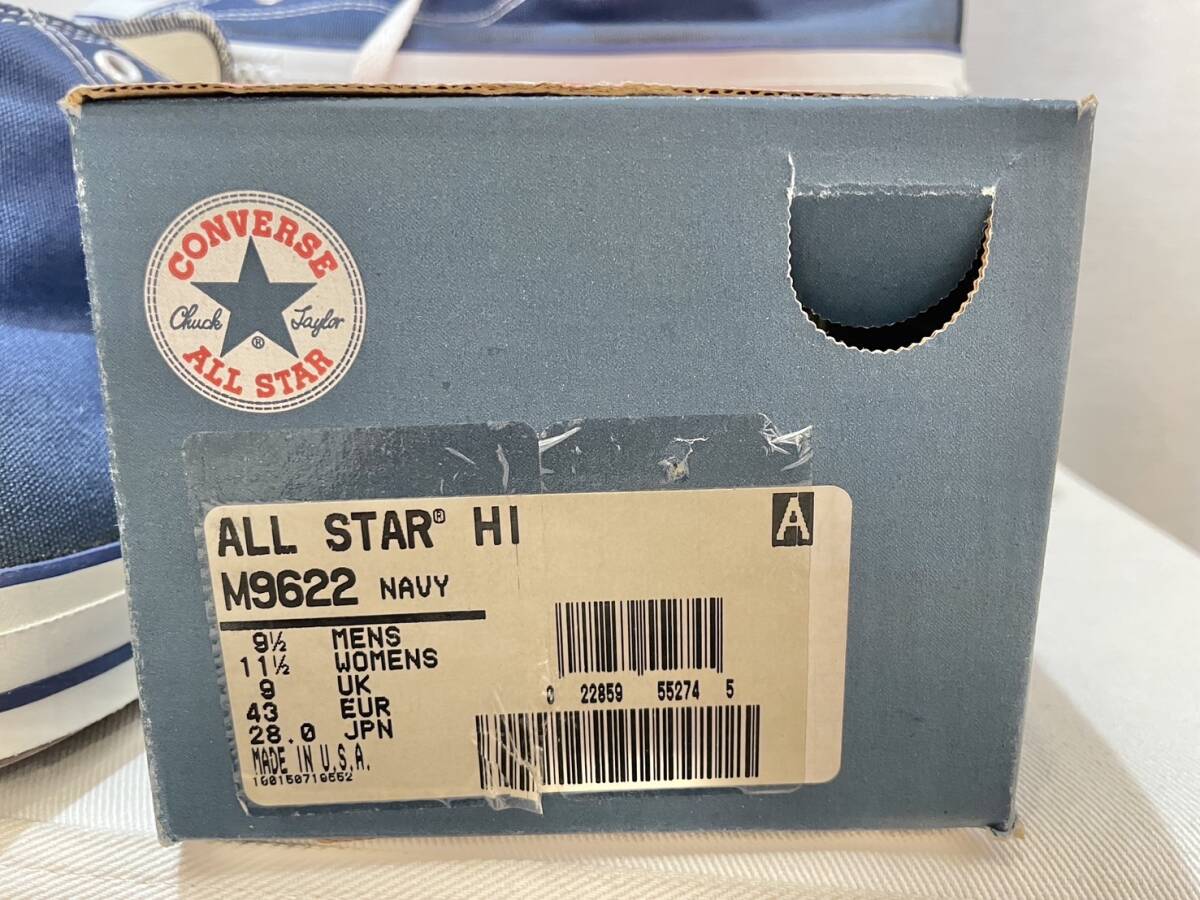 CONVERSE
Chuck Taylor
®
ALL STAR
ALL STAR® HI
A
M9622 NAVY
9½ MENS
11½ WOMENS
9 UK
43 EUR
28.0 JPN
MADE IN U.S.A.
100150719552
0 22859 55274 5